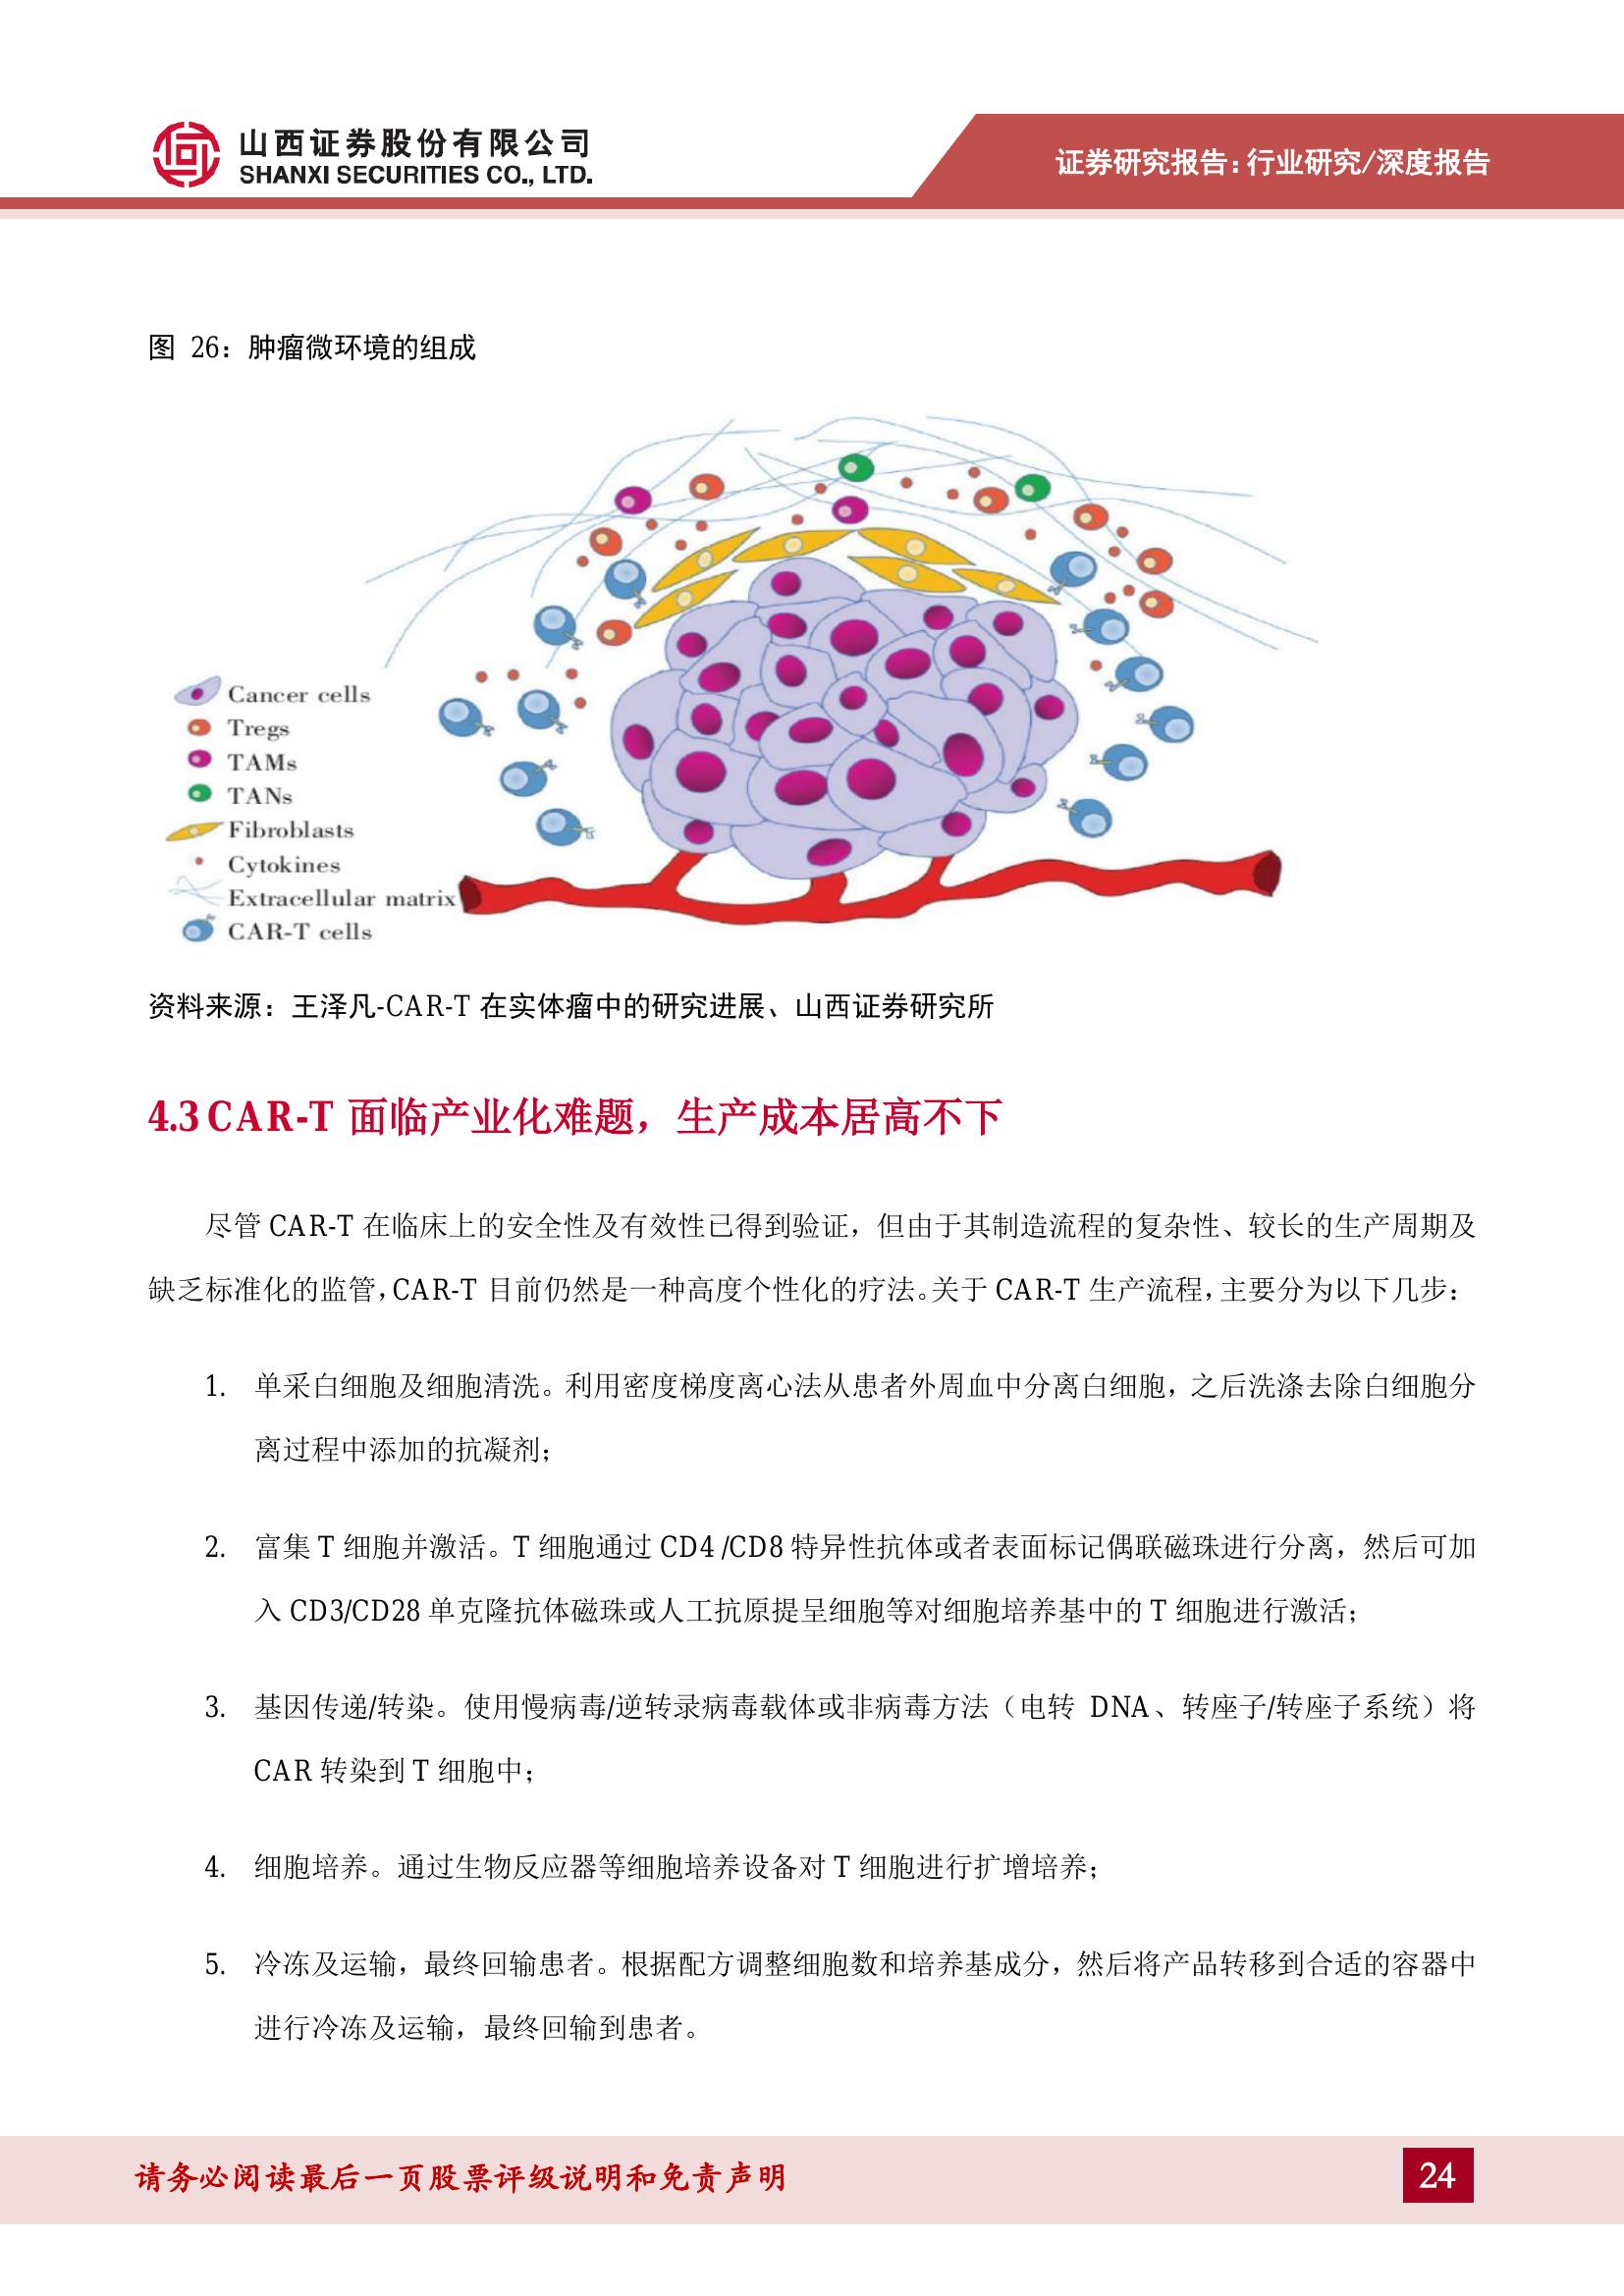 山西证券股份有限公司
SHANXI SECURITIES CO., LTD.
证券研究报告:行业研究/深度报告
图 26：肿瘤微环境的组成
Cancer cells
Tregs
TAMs
TANs
Fibroblasts
Cytokines
Extracellular matrix
CAR-T cells
资料来源：王泽凡-CAR-T 在实体瘤中的研究进展、山西证券研究所
4.3 CAR-T 面临产业化难题，生产成本居高不下
尽管 CAR-T 在临床上的安全性及有效性已得到验证，但由于其制造流程的复杂性、较长的生产周期及
缺乏标准化的监管，CAR-T 目前仍然是一种高度个性化的疗法。关于 CAR-T 生产流程，主要分为以下几步：
1. 单采白细胞及细胞清洗。利用密度梯度离心法从患者外周血中分离白细胞，之后洗涤去除白细胞分
离过程中添加的抗凝剂；
2. 富集 T 细胞并激活。T 细胞通过 CD4 /CD8 特异性抗体或者表面标记偶联磁珠进行分离，然后可加
入 CD3/CD28 单克隆抗体磁珠或人工抗原提呈细胞等对细胞培养基中的 T 细胞进行激活；
3. 基因传递/转染。使用慢病毒/逆转录病毒载体或非病毒方法（电转 DNA、转座子/转座子系统）将
CAR 转染到 T 细胞中；
4. 细胞培养。通过生物反应器等细胞培养设备对 T 细胞进行扩增培养；
5. 冷冻及运输，最终回输患者。根据配方调整细胞数和培养基成分，然后将产品转移到合适的容器中
进行冷冻及运输，最终回输到患者。
请务必阅读最后一页股票评级说明和免责声明
24